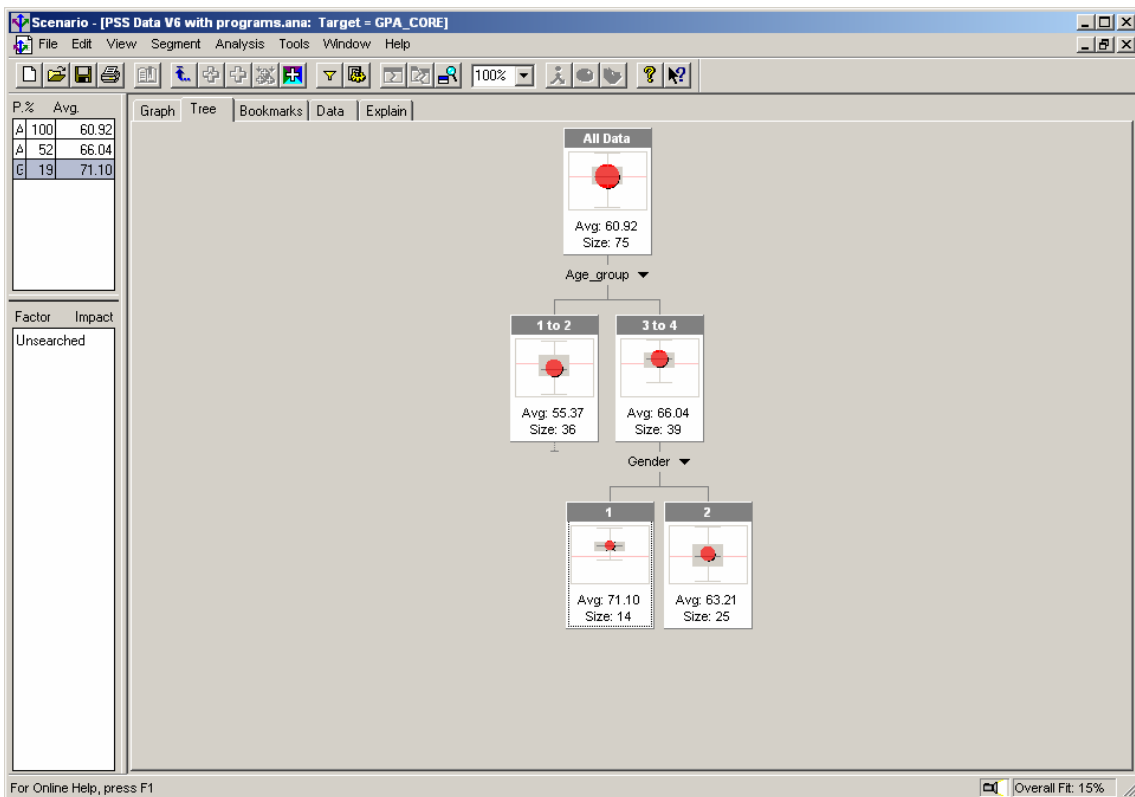 Scenario - [PSS Data V6 with programs.ana: Target = GPA_CORE]
File Edit View Segment Analysis Tools Window Help
100%
P.% Avg.
A 100 60.92
A 52 66.04
G 19 71.10
Graph Tree Bookmarks Data Explain
All Data
Avg: 60.92
Size: 75
Age_group
1 to 2
Avg: 55.37
Size: 36
3 to 4
Avg: 66.04
Size: 39
Gender
1
Avg: 71.10
Size: 14
2
Avg: 63.21
Size: 25
Factor Impact
Unsearched
For Online Help, press F1
Overall Fit: 15%